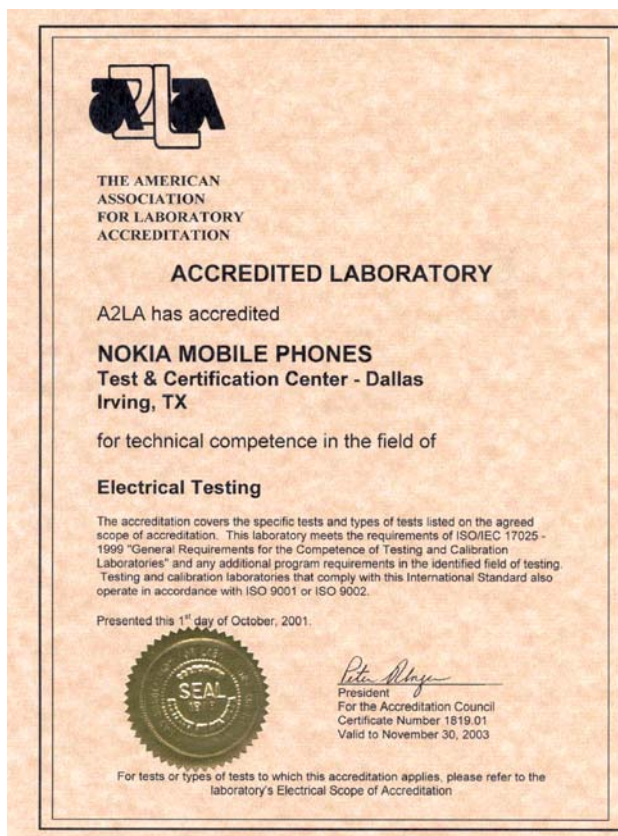 A2LA
THE AMERICAN
ASSOCIATION
FOR LABORATORY
ACCREDITATION
ACCREDITED LABORATORY
A2LA has accredited
NOKIA MOBILE PHONES
Test & Certification Center - Dallas
Irving, TX
for technical competence in the field of
Electrical Testing
The accreditation covers the specific tests and types of tests listed on the agreed
scope of accreditation. This laboratory meets the requirements of ISO/IEC 17025 -
1999 "General Requirements for the Competence of Testing and Calibration
Laboratories" and any additional program requirements in the identified field of testing.
Testing and calibration laboratories that comply with this International Standard also
operate in accordance with ISO 9001 or ISO 9002.
Presented this 1st day of October, 2001.
SEAL
President
For the Accreditation Council
Certificate Number 1819.01
Valid to November 30, 2003
For tests or types of tests to which this accreditation applies, please refer to the
laboratory's Electrical Scope of Accreditation